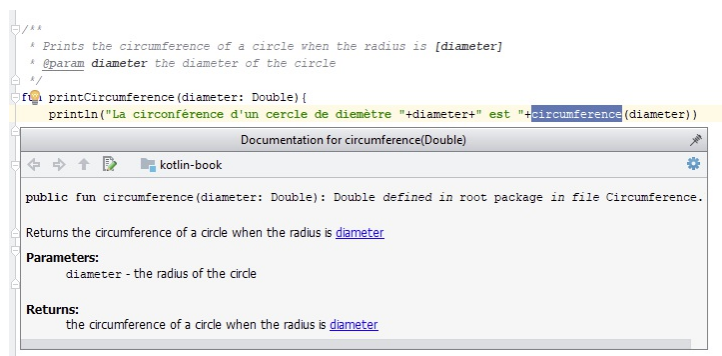 /**
* Prints the circumference of a circle when the radius is [diameter]
* @param diameter the diameter of the circle
*/
fun printCircumference(diameter: Double){
println("La circonférence d'un cercle de diemètre "+diameter+" est "+circumference(diameter))
Documentation for circumference(Double)
kotlin-book
public fun circumference(diameter: Double): Double defined in root package in file Circumference.
Returns the circumference of a circle when the radius is diameter
Parameters:
diameter - the radius of the circle
Returns:
the circumference of a circle when the radius is diameter